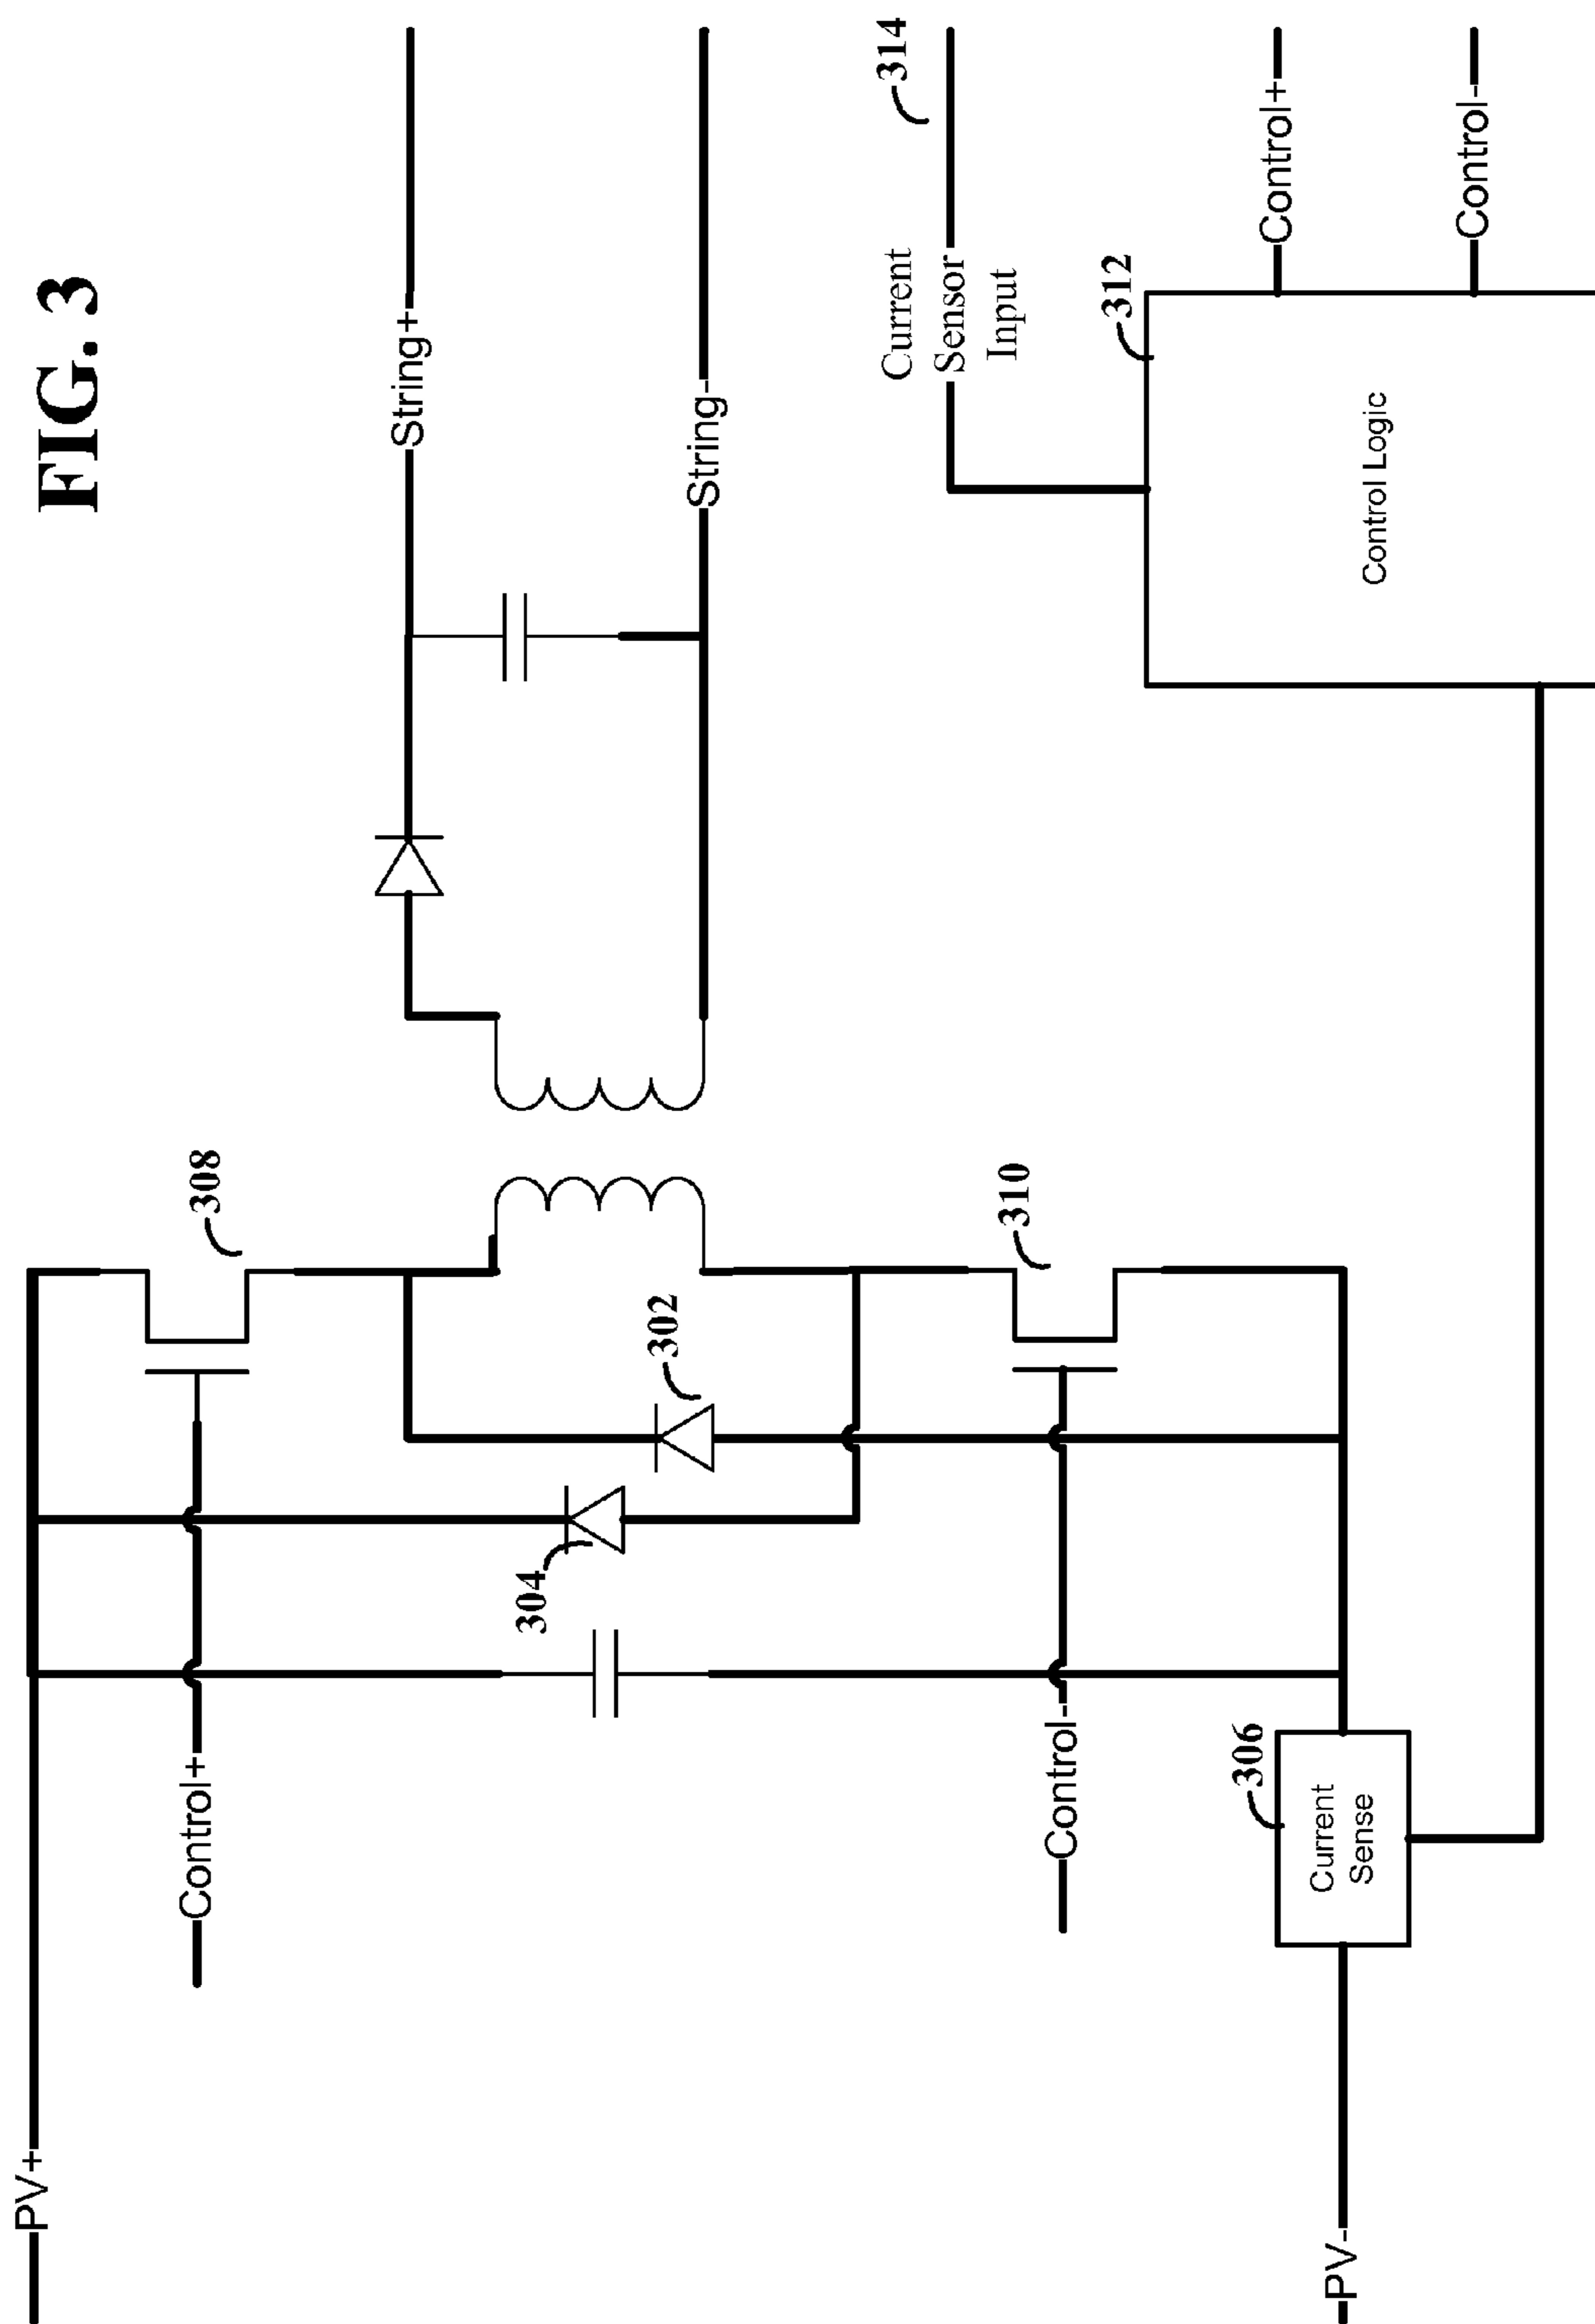 FIG. 3
PV+
Control+
308
String+
304
302
String-
314
Current
Sensor
Input
310
Control-
312
306
Control+
Current
Sense
PV-
Control Logic
Control-